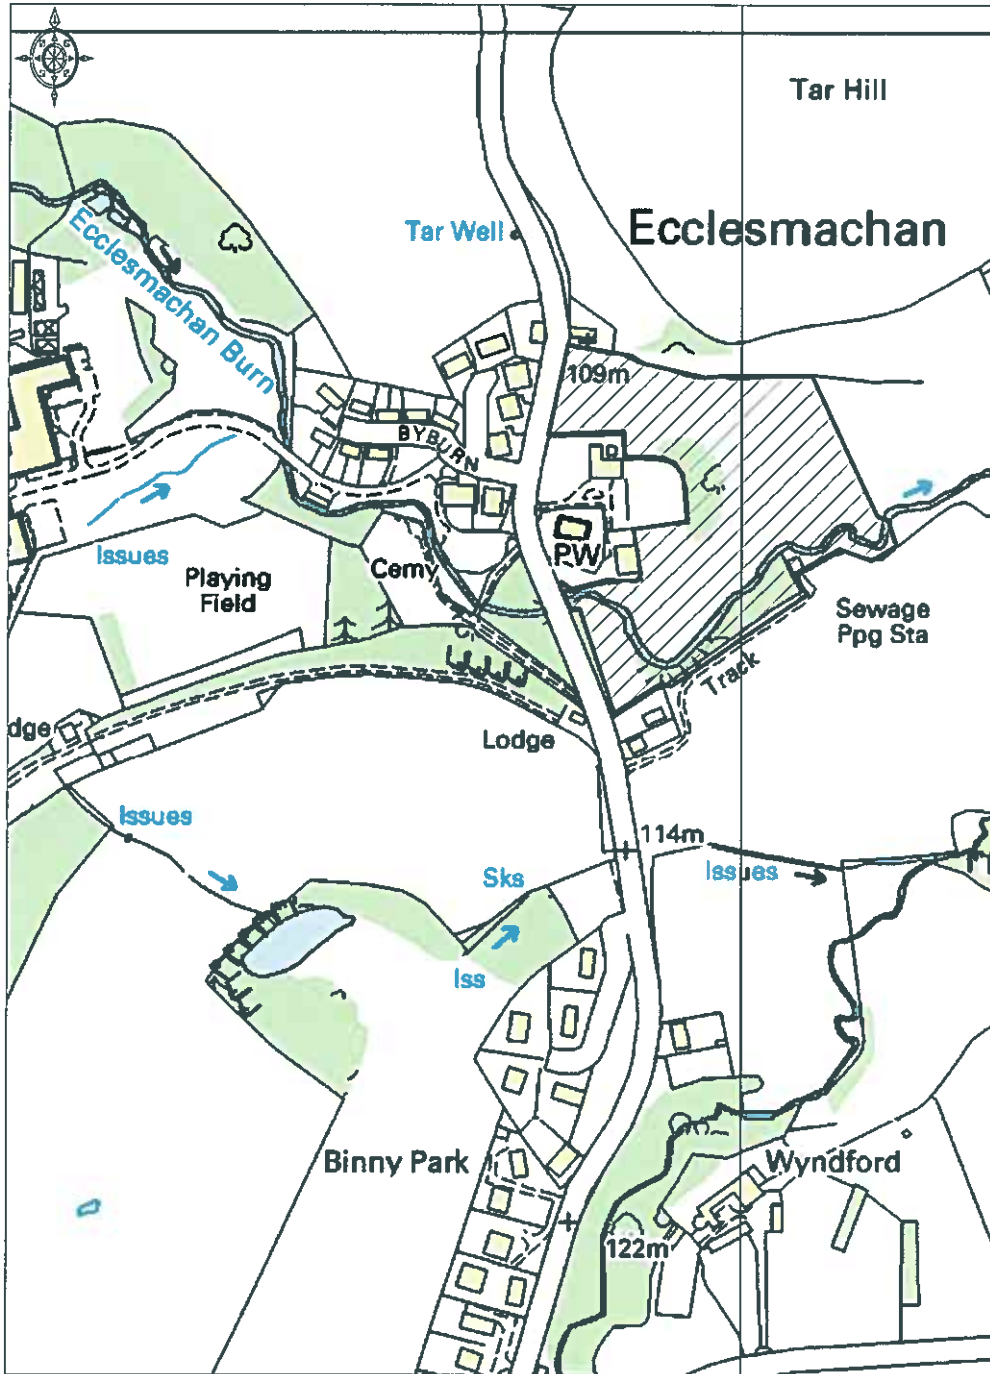 Tar Hill
Ecclesmachan
Tar Well
Ecclesmachan Burn
109m
BYBURN
Issues
Playing
Field
Cemy
PW
Sewage
Ppg Sta
Track
dge
Lodge
Issues
114m
Issues
Sks
Iss
Binny Park
Wyndford
122m